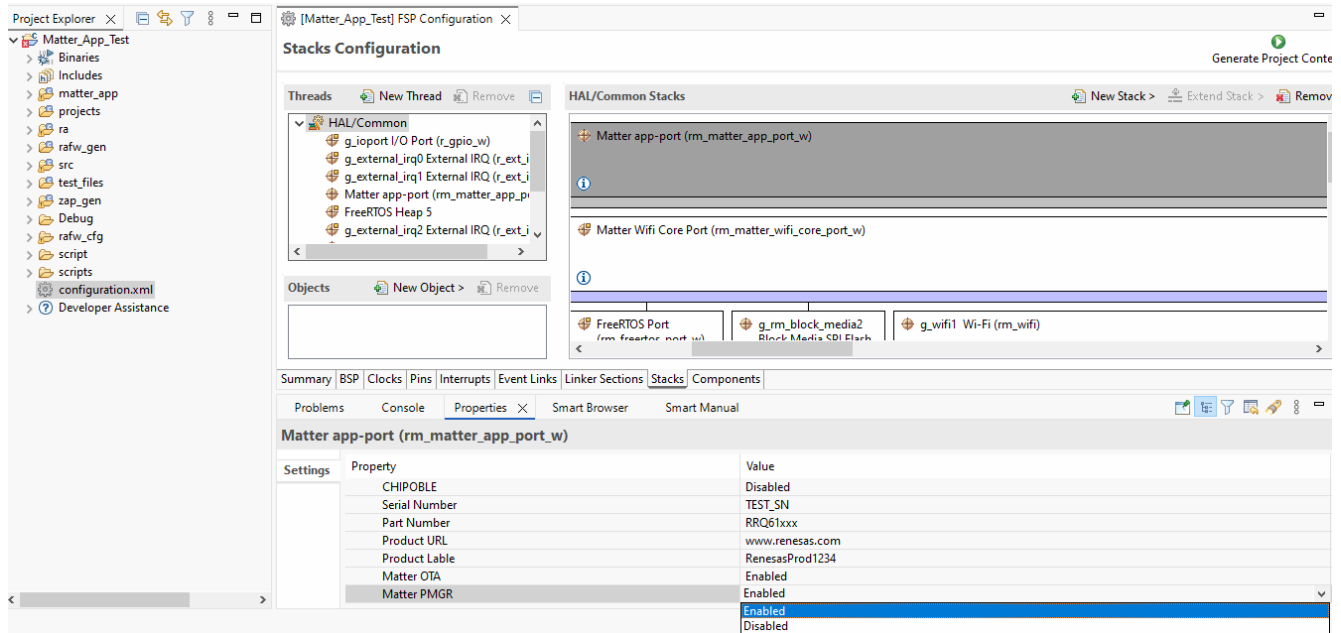 Project Explorer
Matter_App_Test
Binaries
Includes
matter_app
projects
ra
rafw_gen
src
test_files
zap_gen
Debug
rafw_cfg
script
scripts
configuration.xml
Developer Assistance
[Matter_App_Test] FSP Configuration
Stacks Configuration
Generate Project Conte
Threads New Thread Remove
HAL/Common
g_ioport I/O Port (r_gpio_w)
g_external_irq0 External IRQ (r_ext_i
g_external_irq1 External IRQ (r_ext_i
Matter app-port (rm_matter_app_p
FreeRTOS Heap 5
g_external_irq2 External IRQ (r_ext_i
Objects New Object > Remove
HAL/Common Stacks New Stack > Extend Stack > Remov
Matter app-port (rm_matter_app_port_w)
Matter Wifi Core Port (rm_matter_wifi_core_port_w)
FreeRTOS Port
(rm_freertos_port_w)
g_rm_block_media2
Block Media SPI Flash
g_wifi1 Wi-Fi (rm_wifi)
Summary BSP Clocks Pins Interrupts Event Links Linker Sections Stacks Components
Problems Console Properties Smart Browser Smart Manual
Matter app-port (rm_matter_app_port_w)
Settings
Property Value
CHIPOBLE Disabled
Serial Number TEST_SN
Part Number RRQ61xxx
Product URL www.renesas.com
Product Lable RenesasProd1234
Matter OTA Enabled
Matter PMGR Enabled
Enabled
Disabled